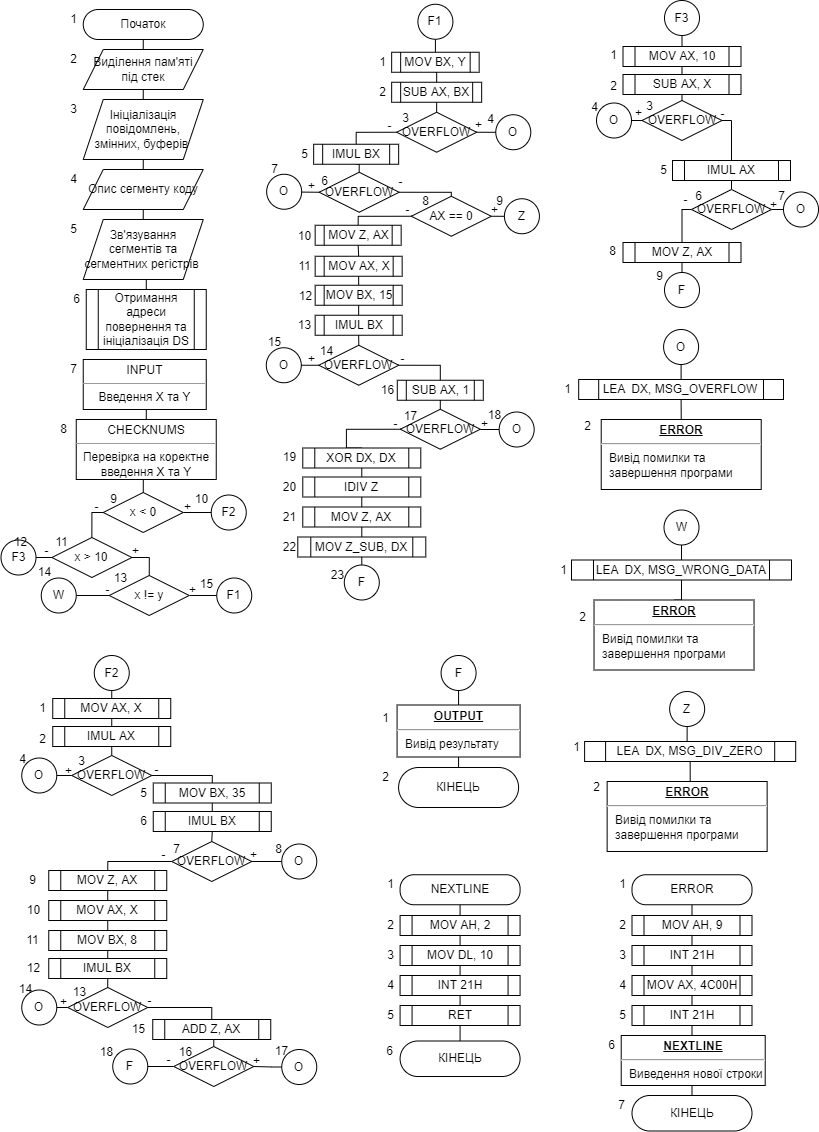 1
Початок
2
Виділення пам'яті
під стек
3
Ініціалізація
повідомлень,
змінних, буферів
4
Опис сегменту коду
5
Зв'язування
сегментів та
сегментних регістрів
6
Отримання
адреси
повернення та
ініціалізація DS
7
INPUT
Введення X та Y
8
CHECKNUMS
Перевірка на коректне
введення X та Y
9
x < 0
-
+
10
F2
11
x > 10
-
+
12
F3
13
x != y
-
+
14
W
15
F1
F1
1
MOV BX, Y
2
SUB AX, BX
3
OVERFLOW
-
+
4
O
5
IMUL BX
6
OVERFLOW
+
-
7
O
8
AX == 0
-
+
9
Z
10
MOV Z, AX
11
MOV AX, X
12
MOV BX, 15
13
IMUL BX
14
OVERFLOW
+
-
15
O
16
SUB AX, 1
17
OVERFLOW
-
+
18
O
19
XOR DX, DX
20
IDIV Z
21
MOV Z, AX
22
MOV Z_SUB, DX
23
F
F3
1
MOV AX, 10
2
SUB AX, X
3
OVERFLOW
+
-
4
O
5
IMUL AX
6
OVERFLOW
-
+
7
O
8
MOV Z, AX
9
F
O
1
LEA DX, MSG_OVERFLOW
2
ERROR
Вивід помилки та
завершення програми
W
1
LEA DX, MSG_WRONG_DATA
2
ERROR
Вивід помилки та
завершення програми
Z
1
LEA DX, MSG_DIV_ZERO
2
ERROR
Вивід помилки та
завершення програми
F2
1
MOV AX, X
2
IMUL AX
3
OVERFLOW
+
-
4
O
5
MOV BX, 35
6
IMUL BX
7
OVERFLOW
-
+
8
O
9
MOV Z, AX
10
MOV AX, X
11
MOV BX, 8
12
IMUL BX
13
OVERFLOW
+
-
14
O
15
ADD Z, AX
16
OVERFLOW
-
+
17
O
18
F
F
1
OUTPUT
Вивід результату
2
КІНЕЦЬ
1
NEXTLINE
2
MOV AH, 2
3
MOV DL, 10
4
INT 21H
5
RET
6
КІНЕЦЬ
1
ERROR
2
MOV AH, 9
3
INT 21H
4
MOV AX, 4C00H
5
INT 21H
6
NEXTLINE
Виведення нової строки
7
КІНЕЦЬ